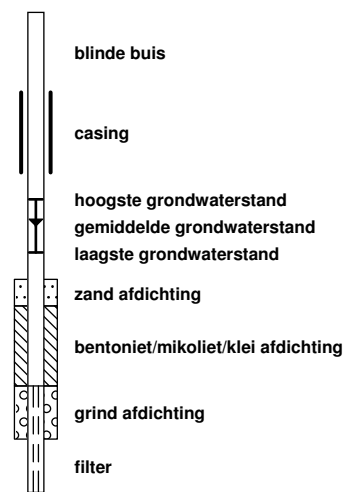 blinde buis
casing
hoogste grondwaterstand
gemiddelde grondwaterstand
laagste grondwaterstand
zand afdichting
bentoniet/mikoliet/klei afdichting
grind afdichting
filter